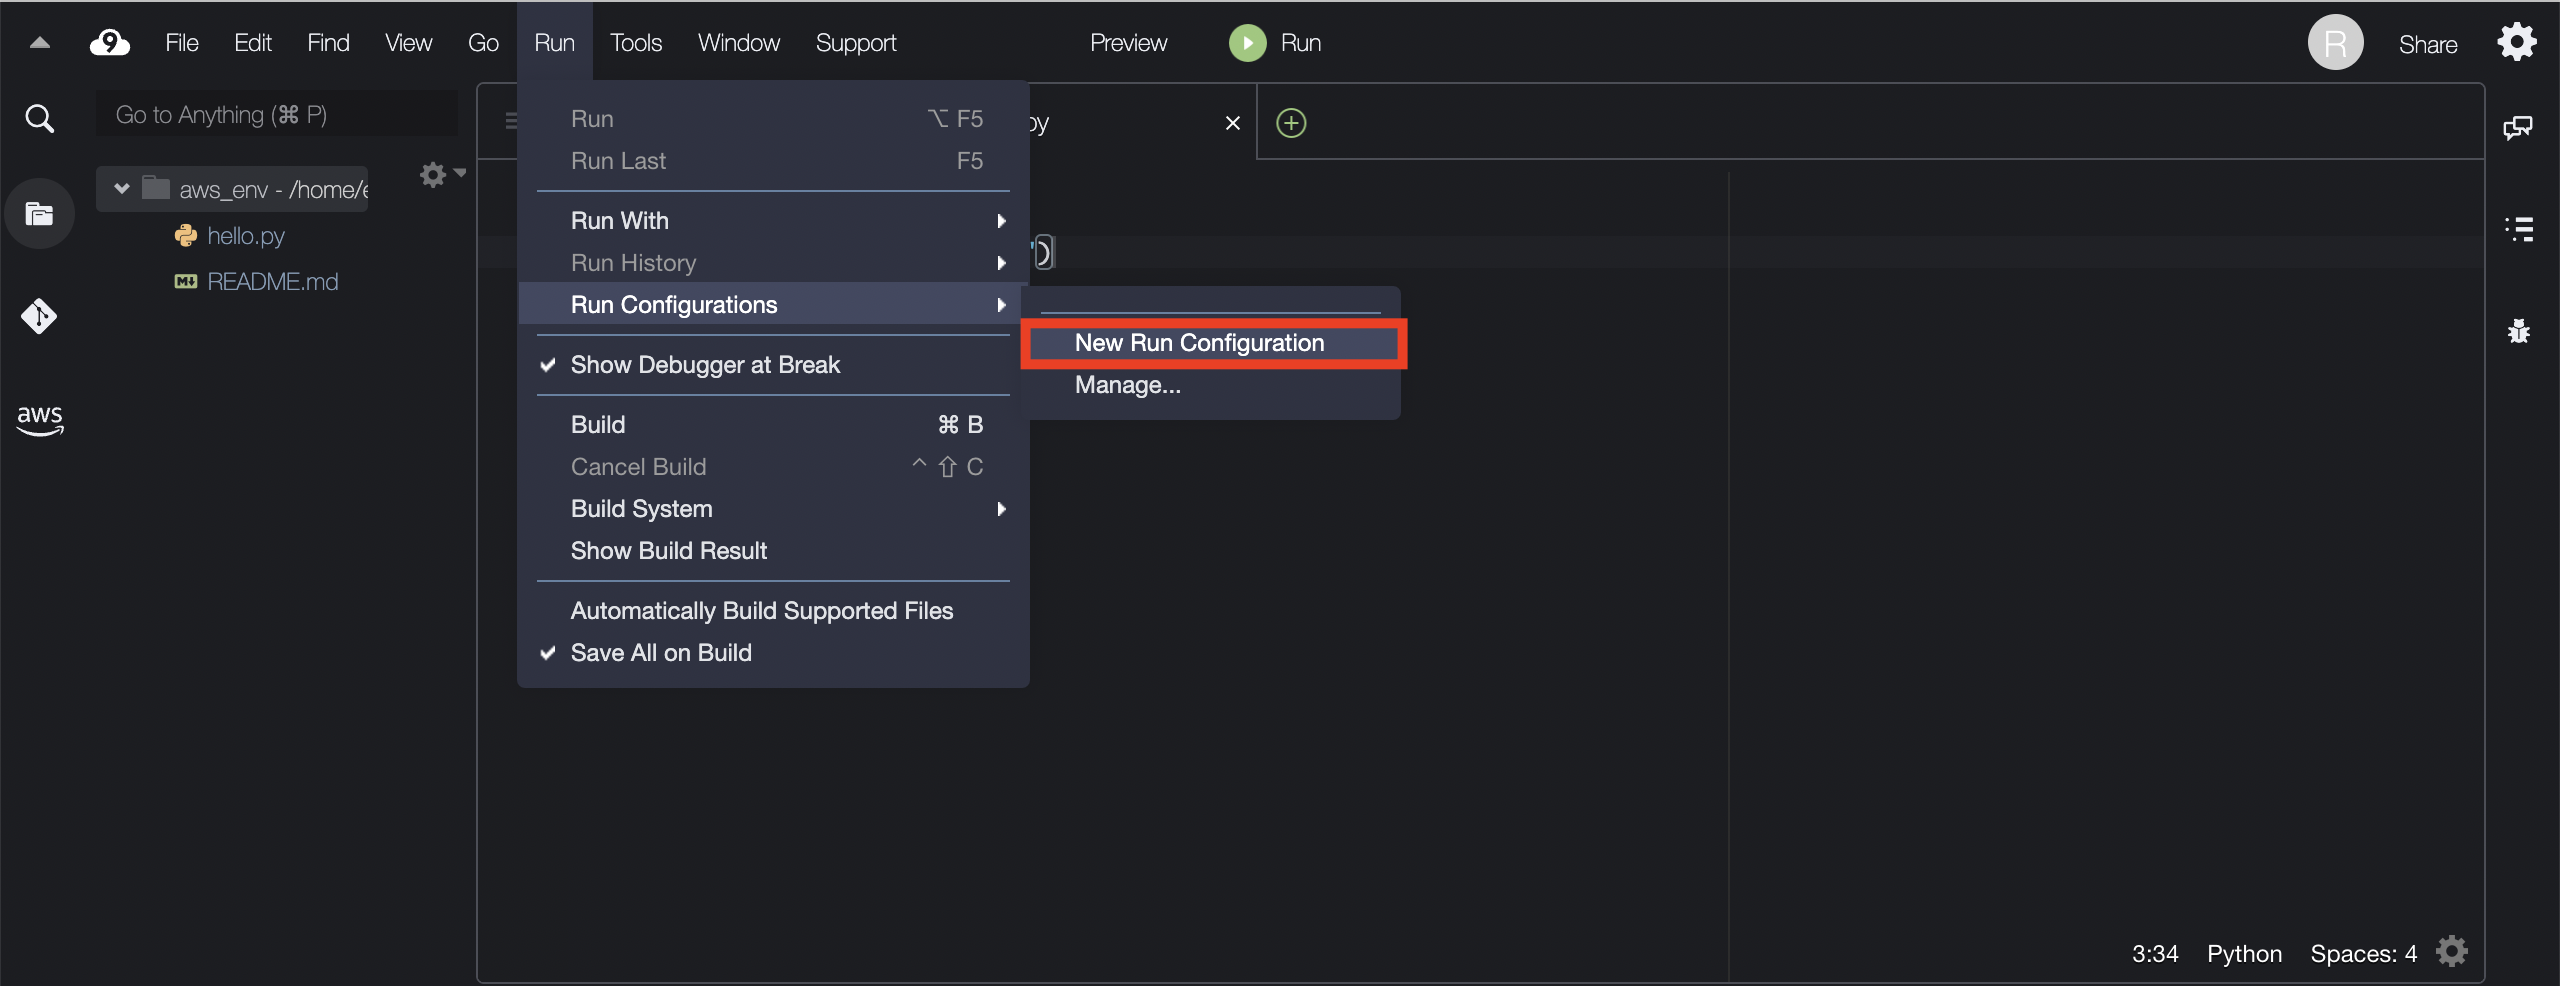 9 File Edit Find View Go Run Tools Window Support Preview Run R Share
Go to Anything (⌘ P)
aws_env - /home/e
hello.py
README.md
aws
py
')
Run ⌥ F5
Run Last F5
Run With
Run History
Run Configurations
Show Debugger at Break
Build ⌘ B
Cancel Build ^ ⇧ C
Build System
Show Build Result
Automatically Build Supported Files
Save All on Build
New Run Configuration
Manage...
3:34 Python Spaces: 4